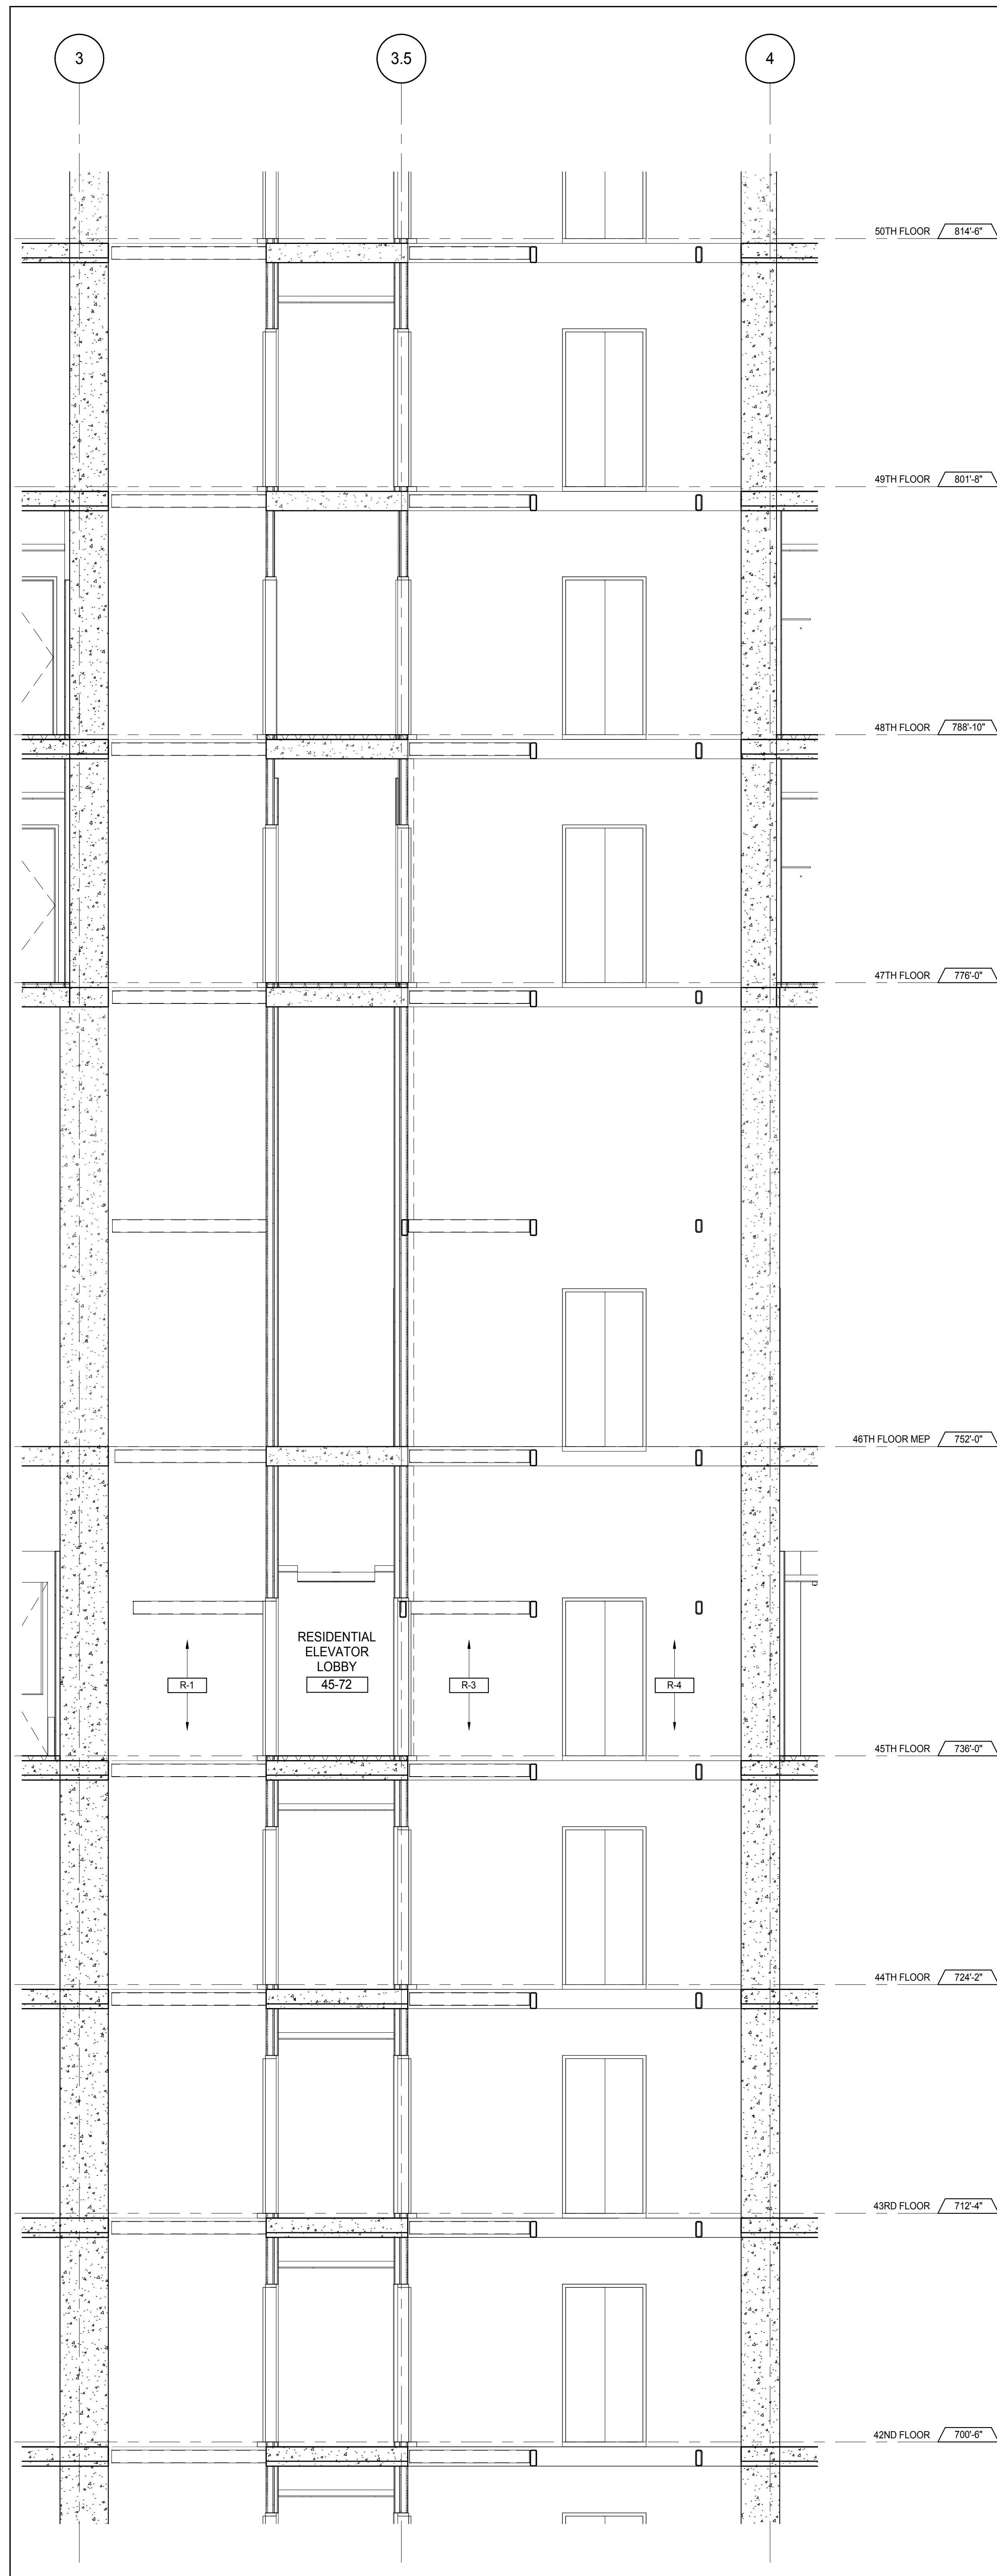 3
3.5
4
50TH FLOOR 814'-6"
49TH FLOOR 801'-8"
48TH FLOOR 788'-10"
47TH FLOOR 776'-0"
46TH FLOOR MEP 752'-0"
RESIDENTIAL
ELEVATOR
LOBBY
45-72
R-1
R-3
R-4
45TH FLOOR 736'-0"
44TH FLOOR 724'-2"
43RD FLOOR 712'-4"
42ND FLOOR 700'-6"